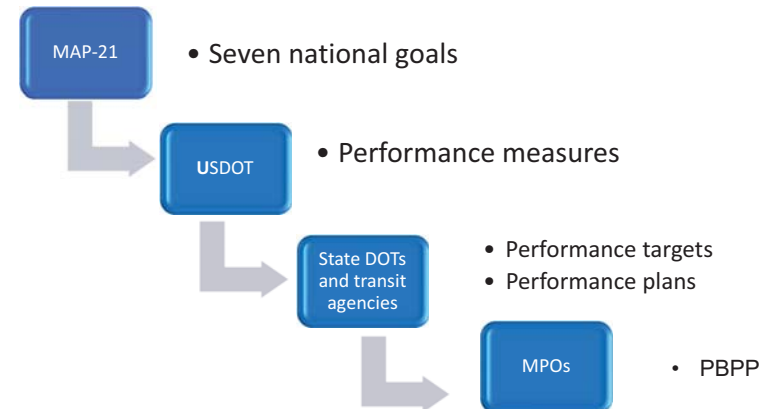 MAP-21
• Seven national goals
USDOT
• Performance measures
State DOTs
and transit
agencies
• Performance targets
• Performance plans
MPOs
• PBPP